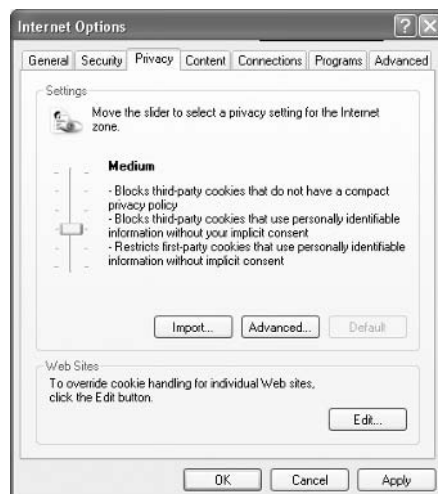 Internet Options
General Security Privacy Content Connections Programs Advanced
Settings
Move the slider to select a privacy setting for the Internet
zone.
Medium
- Blocks third-party cookies that do not have a compact
privacy policy
- Blocks third-party cookies that use personally identifiable
information without your implicit consent
- Restricts first-party cookies that use personally identifiable
information without implicit consent
Import... Advanced... Default
Web Sites
To override cookie handling for individual Web sites,
click the Edit button.
Edit...
OK Cancel Apply